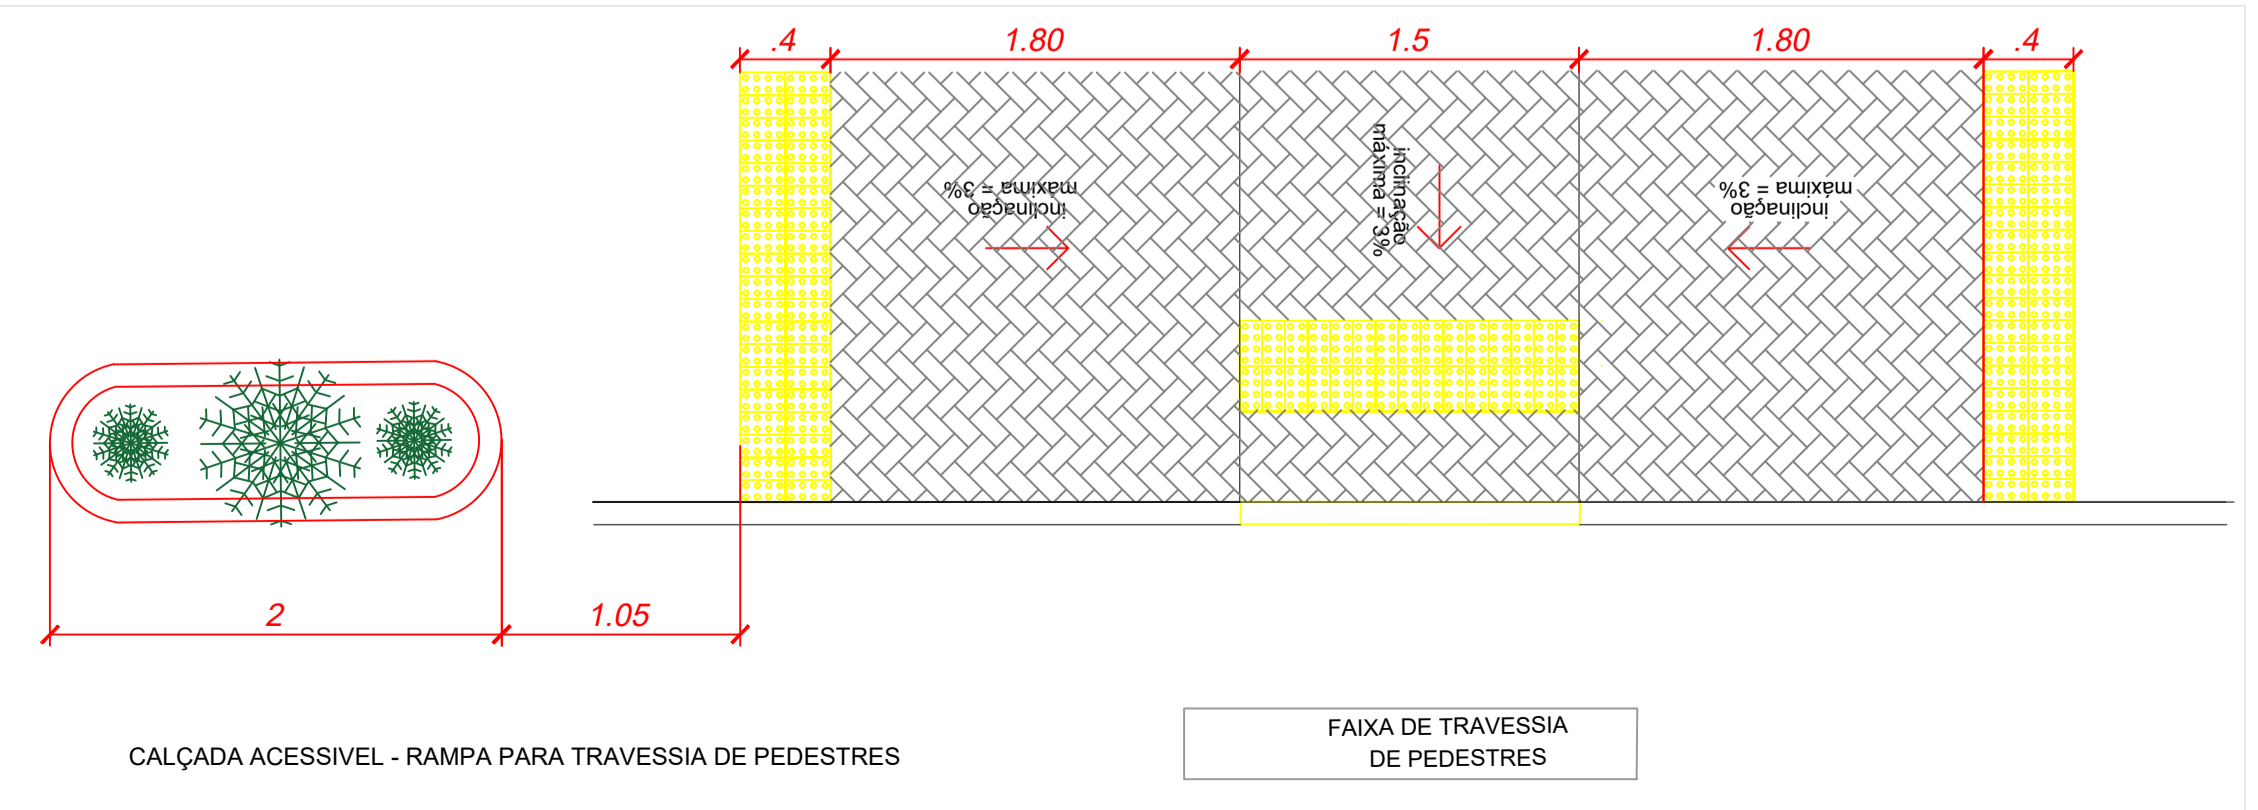 .4
1.80
1.5
1.80
.4
inclinação
máxima = 3%
inclinação
máxima = 3%
inclinação
máxima = 3%
2
1.05
CALÇADA ACESSIVEL - RAMPA PARA TRAVESSIA DE PEDESTRES
FAIXA DE TRAVESSIA
DE PEDESTRES